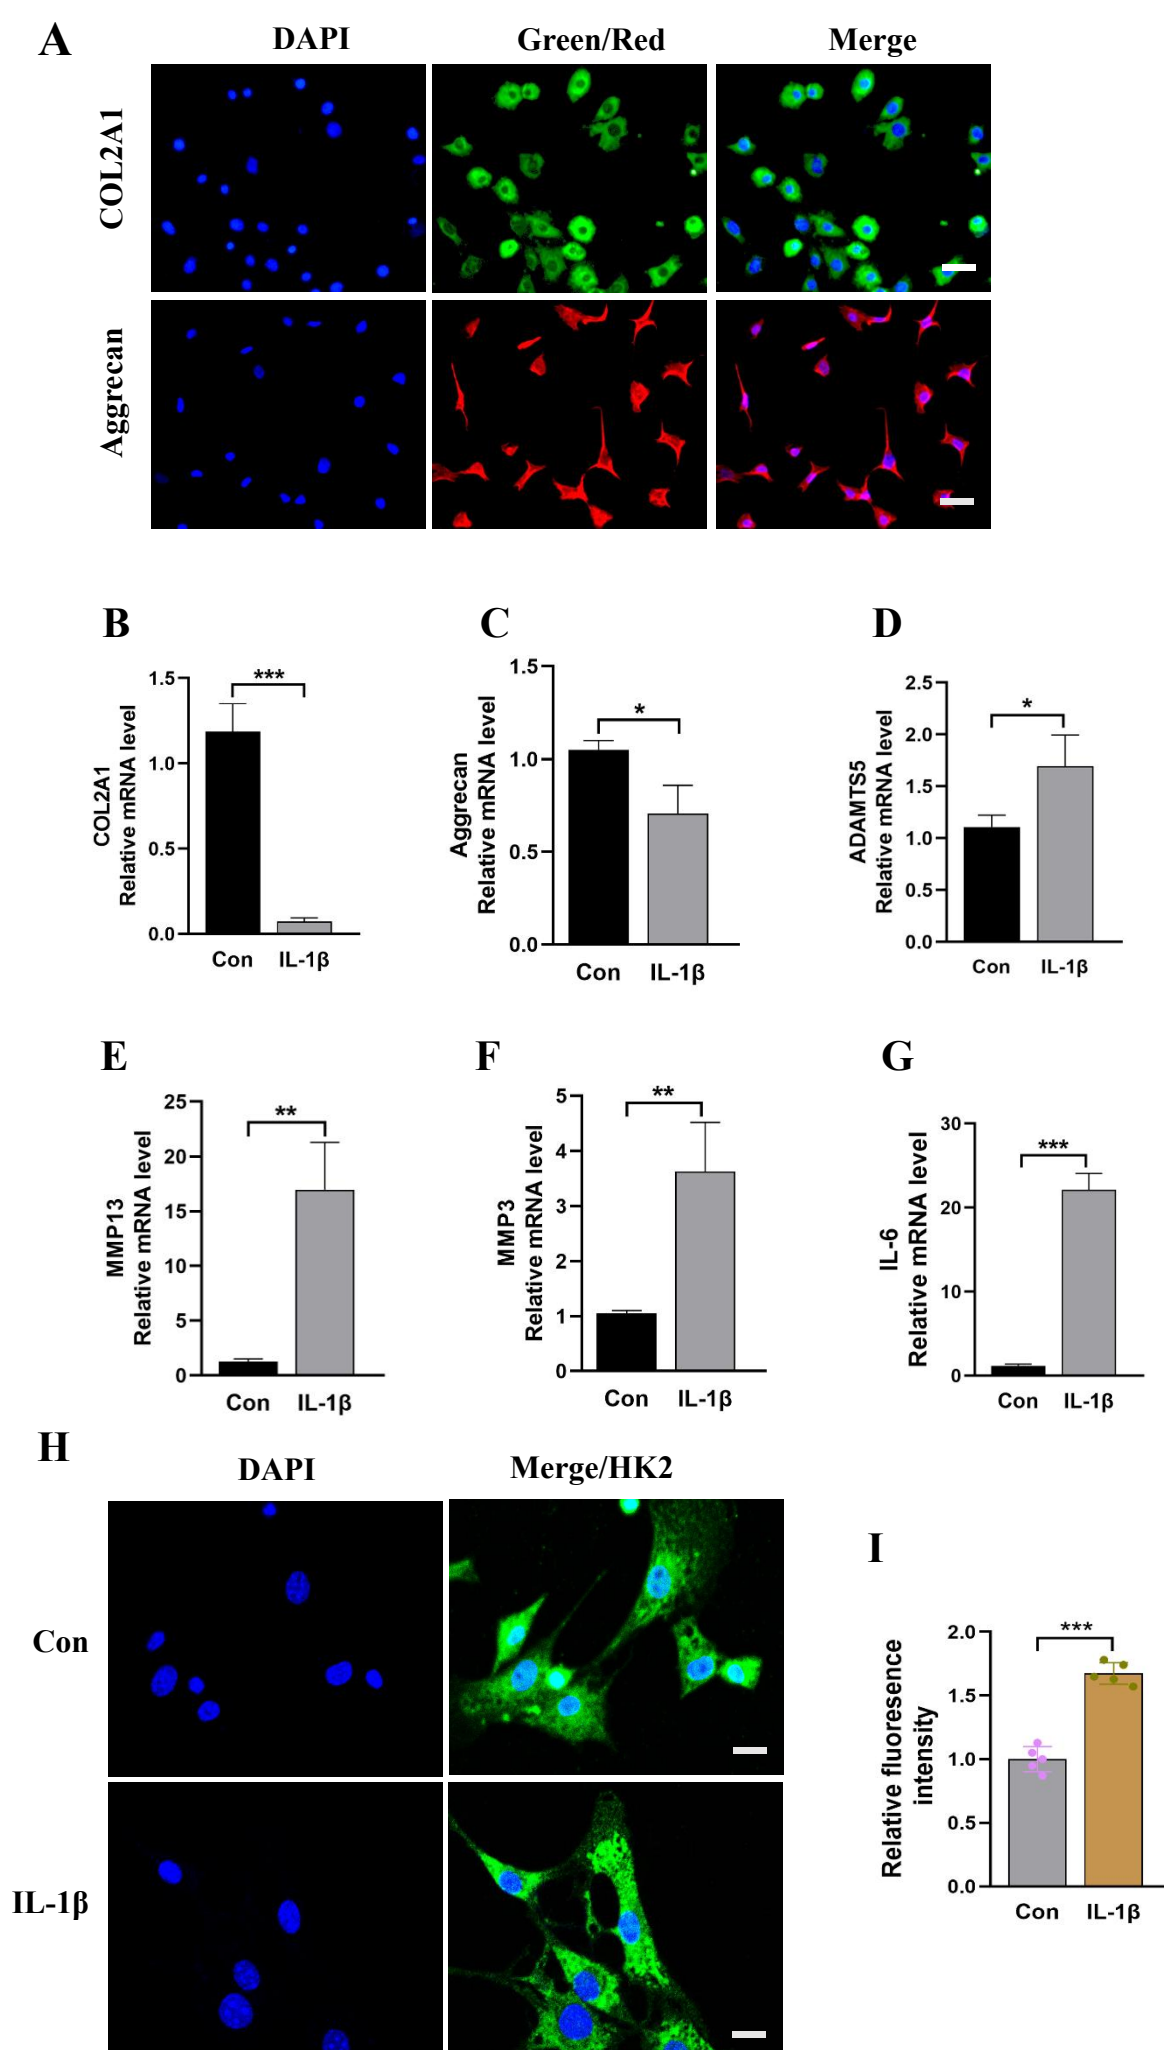 A
DAPI Green/Red Merge
COL2A1
Aggrecan
B
COL2A1
Relative mRNA level
1.5
1.0
0.5
0.0
***
Con IL-1β
C
Aggrecan
Relative mRNA level
1.5
1.0
0.5
0.0
*
Con IL-1β
D
ADAMTS5
Relative mRNA level
2.5
2.0
1.5
1.0
0.5
0.0
*
Con IL-1β
E
MMP13
Relative mRNA level
25
20
15
10
5
0
**
Con IL-1β
F
MMP3
Relative mRNA level
5
4
3
2
1
0
**
Con IL-1β
G
IL-6
Relative mRNA level
30
20
10
0
***
Con IL-1β
H
DAPI Merge/HK2
Con
IL-1β
I
Relative fluoresence
intensity
2.0
1.5
1.0
0.5
0.0
***
Con IL-1β